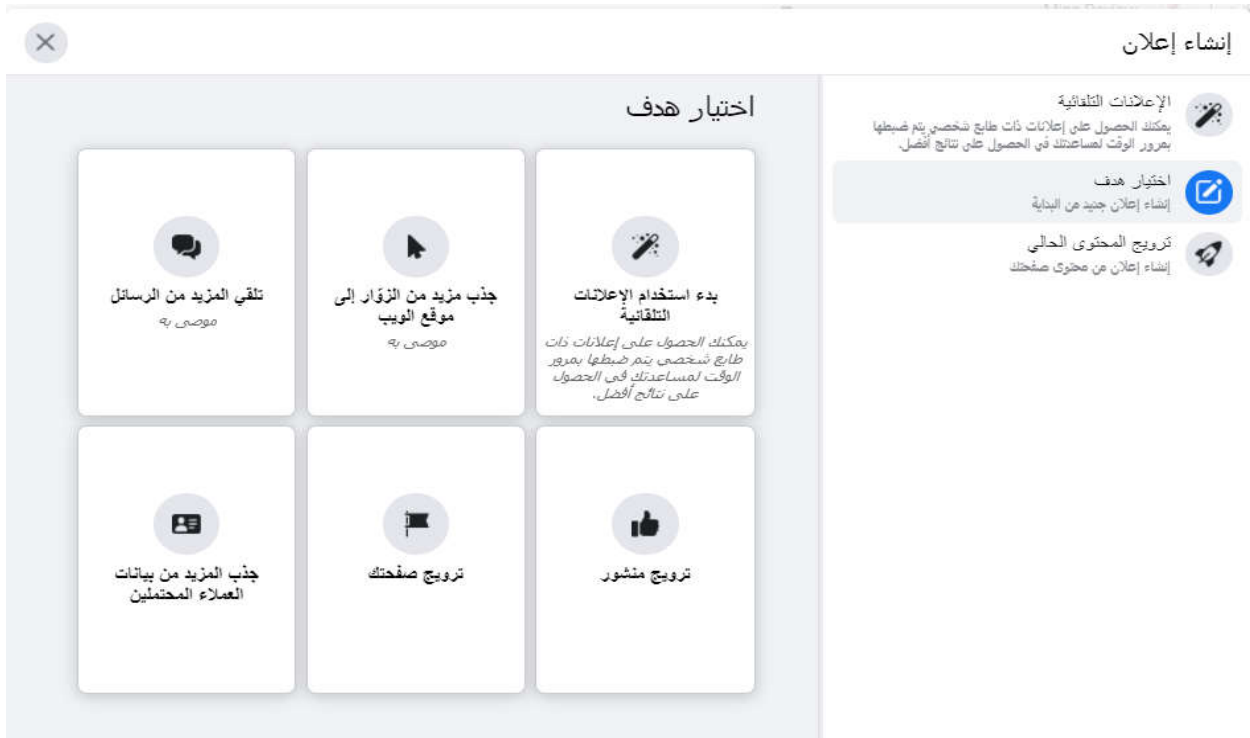 إنشاء إعلان
الإعلانات التلقائية
يمكنك الحصول على إعلانات ذات طابع شخصي يتم ضبطها
بمرور الوقت لمساعدتك في الحصول على نتائج أفضل.
اختيار هدف
إنشاء إعلان جديد من البداية
ترويج المحتوى الحالي
إنشاء إعلان من محتوى صفحتك
اختيار هدف
بدء استخدام الإعلانات
التلقائية
يمكنك الحصول على إعلانات ذات
طابع شخصي يتم ضبطها بمرور
الوقت لمساعدتك في الحصول
على نتائج أفضل.
جذب مزيد من الزوّار إلى
موقع الويب
موصى به
تلقي المزيد من الرسائل
موصى به
ترويج منشور
ترويج صفحتك
جذب المزيد من بيانات
العملاء المحتملين